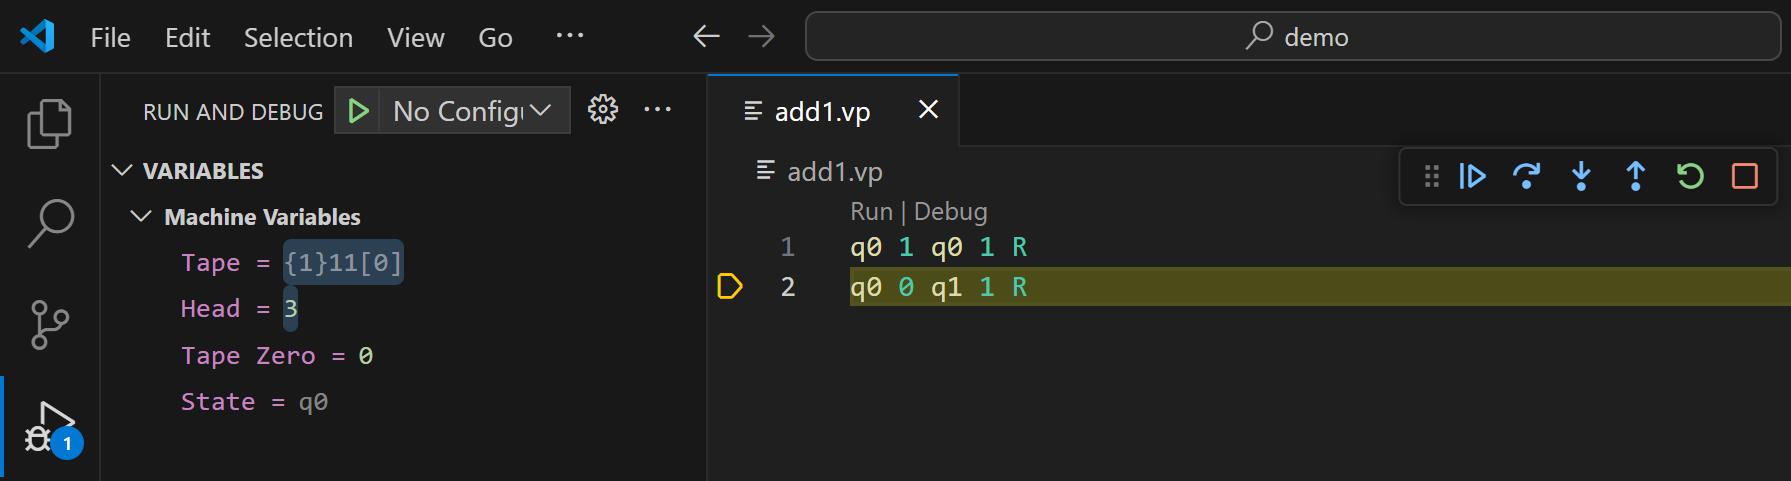 File Edit Selection View Go ··· demo
RUN AND DEBUG No Config ···
VARIABLES
Machine Variables
Tape = {1}11[0]
Head = 3
Tape Zero = 0
State = q0
1
add1.vp
add1.vp
Run | Debug
1 q0 1 q0 1 R
2 q0 0 q1 1 R